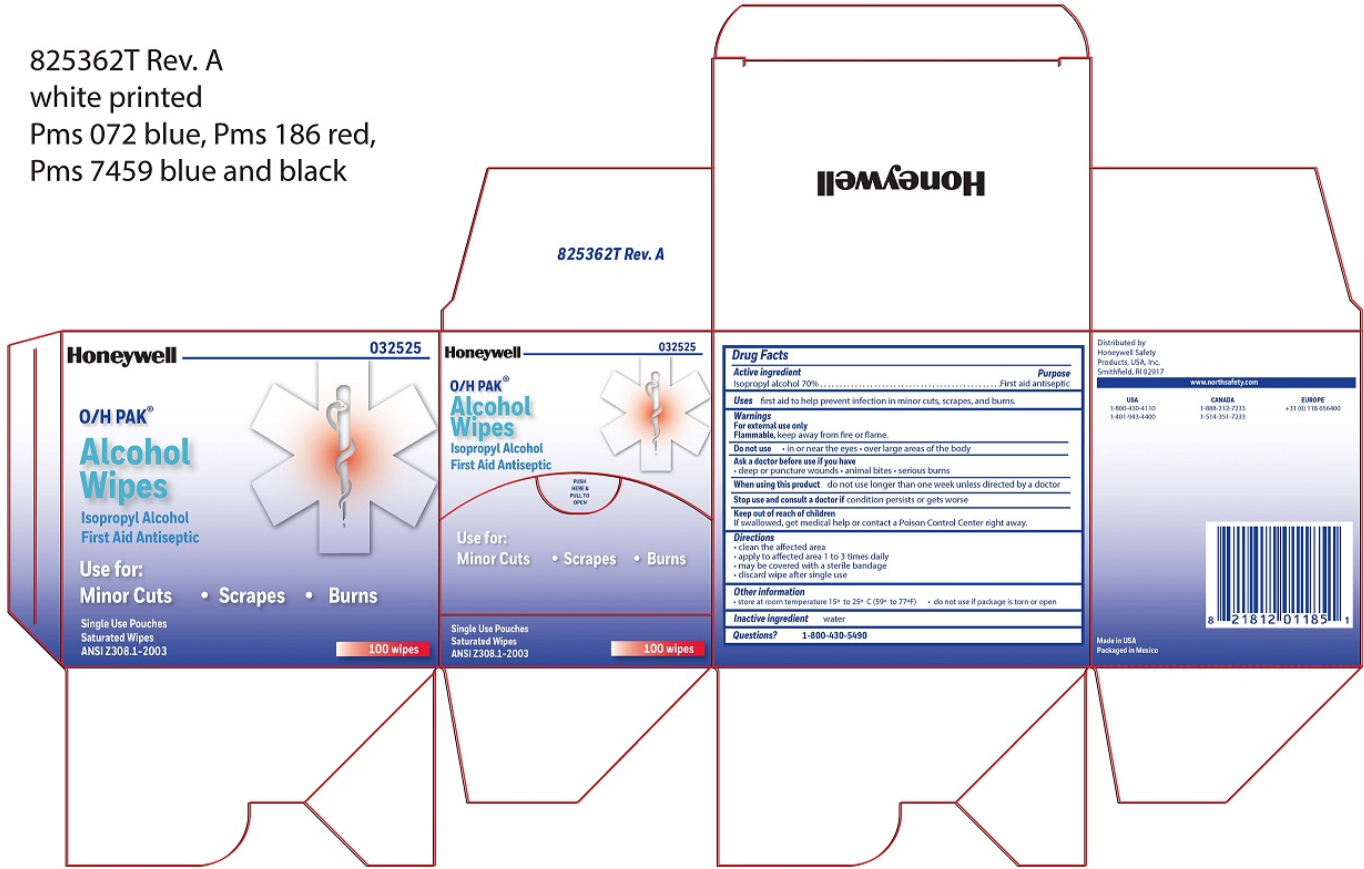 825362T Rev. A
white printed
Pms 072 blue, Pms 186 red,
Pms 7459 blue and black
Honeywell
825362T Rev. A
Honeywell
032525
O/H PAK®
Alcohol
Wipes
Isopropyl Alcohol
First Aid Antiseptic
Use for:
Minor Cuts • Scrapes • Burns
Single Use Pouches
Saturated Wipes
ANSI Z308.1-2003
100 wipes
Honeywell
032525
O/H PAK®
Alcohol
Wipes
Isopropyl Alcohol
First Aid Antiseptic
PUSH
HERE &
PULL TO
OPEN
Use for:
Minor Cuts • Scrapes • Burns
Single Use Pouches
Saturated Wipes
ANSI Z308.1-2003
100 wipes
Drug Facts
Active ingredient Purpose
Isopropyl alcohol 70%..........................................First aid antiseptic
Uses first aid to help prevent infection in minor cuts, scrapes, and burns.
Warnings
For external use only
Flammable, keep away from fire or flame.
Do not use • in or near the eyes • over large areas of the body
Ask a doctor before use if you have
• deep or puncture wounds • animal bites • serious burns
When using this product do not use longer than one week unless directed by a doctor
Stop use and consult a doctor if condition persists or gets worse
Keep out of reach of children
If swallowed, get medical help or contact a Poison Control Center right away.
Directions
• clean the affected area
• apply to affected area 1 to 3 times daily
• may be covered with a sterile bandage
• discard wipe after single use
Other information
• store at room temperature 15º to 25º C (59º to 77ºF) • do not use if package is torn or open
Inactive ingredient water
Questions? 1-800-430-5490
Distributed by
Honeywell Safety
Products, USA, Inc.
Smithfield, RI 02917
www.northsafety.com
USA
1-800-430-4110
1-401-943-4400
CANADA
1-888-212-7233
1-514-351-7233
EUROPE
+31 (0) 118 656400
8 21812 01185 1
Made in USA
Packaged in Mexico